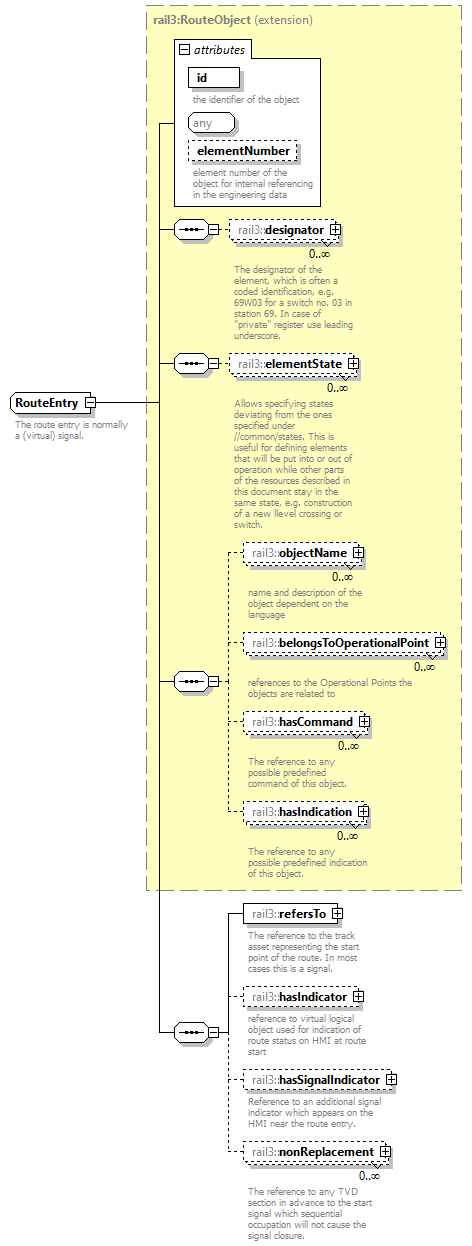 rail3:RouteObject (extension)
attributes
id
the identifier of the object
any
elementNumber
element number of the
object for internal referencing
in the engineering data
rail3::designator
0..∞
The designator of the
element, which is often a
coded identification, e.g.
69W03 for a switch no. 03 in
station 69. In case of
"private" register use leading
underscore.
rail3::elementState
0..∞
Allows specifying states
deviating from the ones
specified under
//common/states. This is
useful for defining elements
that will be put into or out of
operation while other parts
of the resources described in
this document stay in the
same state, e.g. construction
of a new llevel crossing or
switch.
RouteEntry
The route entry is normally
a (virtual) signal.
rail3::objectName
0..∞
name and description of the
object dependent on the
language
rail3::belongsToOperationalPoint
0..∞
references to the Operational Points the
objects are related to
rail3::hasCommand
0..∞
The reference to any
possible predefined
command of this object.
rail3::hasIndication
0..∞
The reference to any
possible predefined indication
of this object.
rail3::refersTo
The reference to the track
asset representing the start
point of the route. In most
cases this is a signal.
rail3::hasIndicator
reference to virtual logical
object used for indication of
route status on HMI at route
start
rail3::hasSignalIndicator
Reference to an additional signal
indicator which appears on the
HMI near the route entry.
rail3::nonReplacement
0..∞
The reference to any TVD
section in advance to the start
signal which sequential
occupation will not cause the
signal closure.